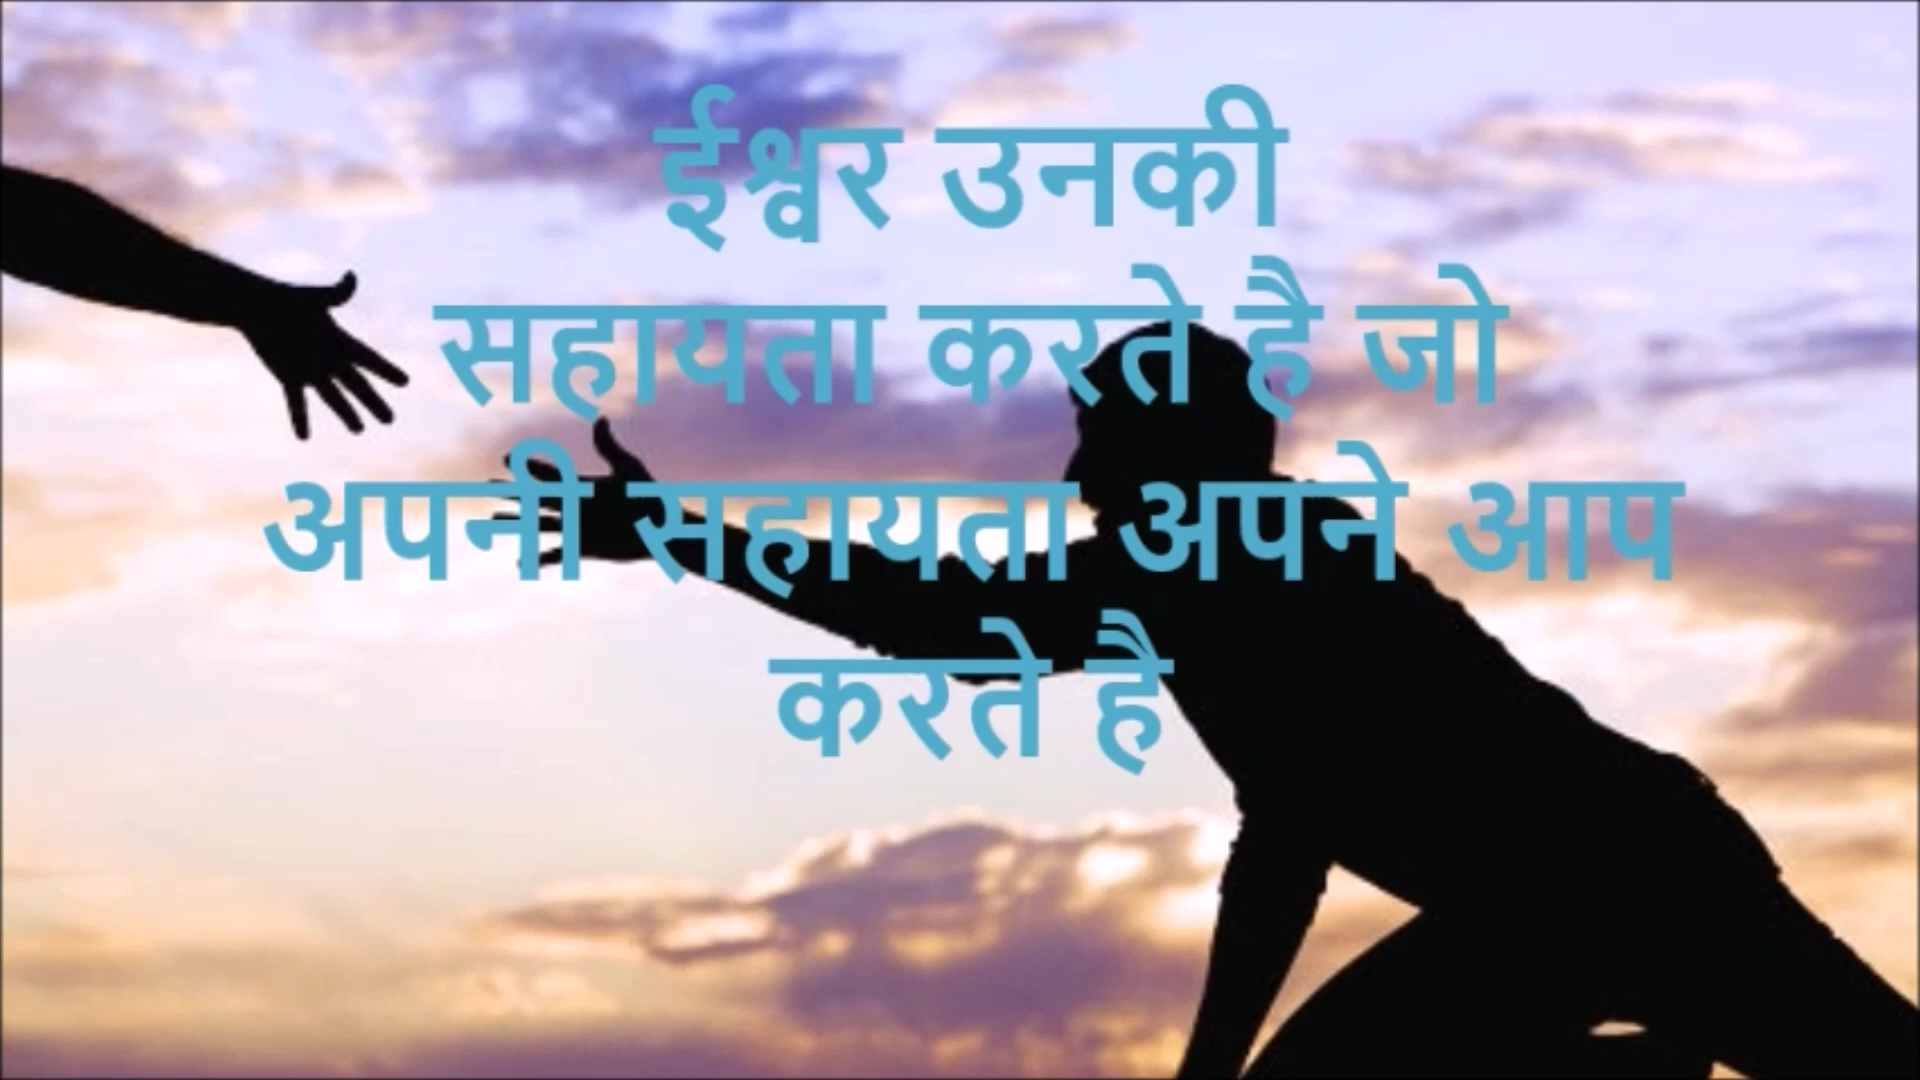 ईश्वर उनकी
सहायता करते है जो
अपनी सहायता अपने आप
करते है